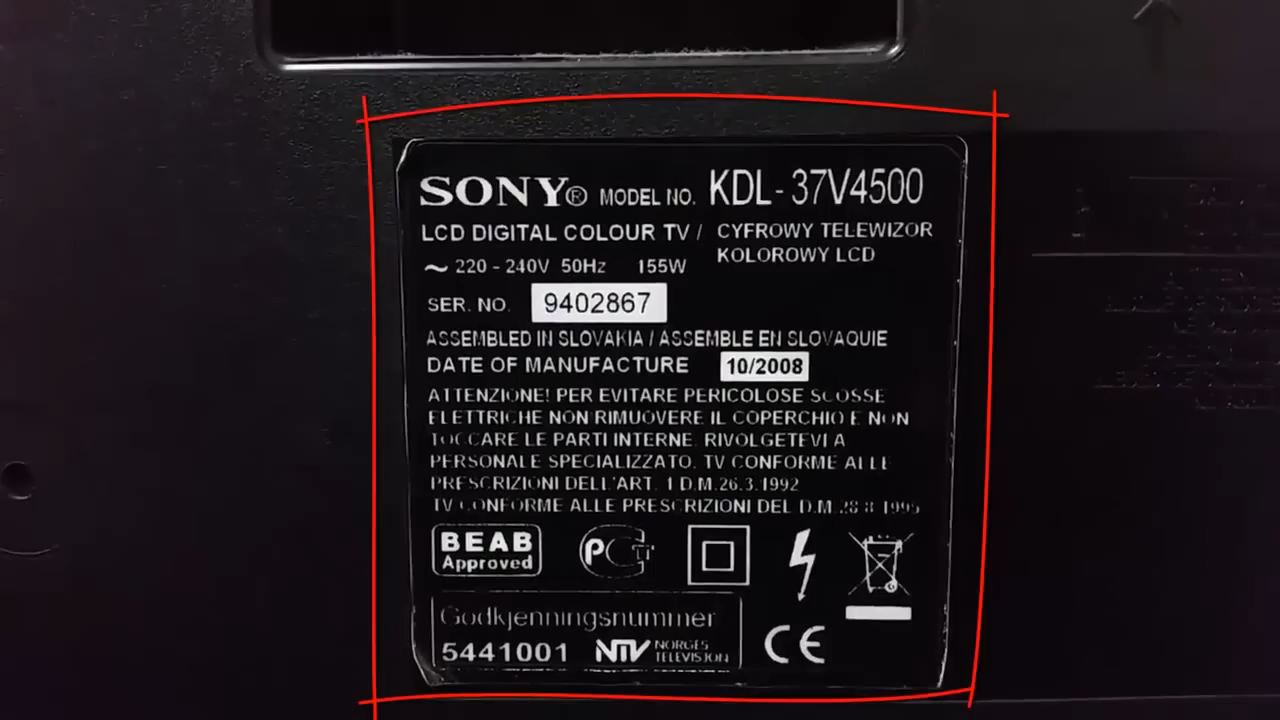 SONY® MODEL NO. KDL-37V4500
LCD DIGITAL COLOUR TV / CYFROWY TELEWIZOR
KOLOROWY LCD
~ 220 - 240V 50Hz 155W
SER. NO. 9402867
ASSEMBLED IN SLOVAKIA / ASSEMBLE EN SLOVAQUIE
DATE OF MANUFACTURE 10/2008
ATTENZIONE! PER EVITARE PERICOLOSE SCOSSE
ELETTRICHE NON RIMUOVERE IL COPERCHIO E NON
TOCCARE LE PARTI INTERNE. RIVOLGETEVI A
PERSONALE SPECIALIZZATO. TV CONFORME ALLE
PRESCRIZIONI DELL'ART. 1 D.M.26.3.1992
TV CONFORME ALLE PRESCRIZIONI DEL D.M.28 8 1995
BEAB
Approved
Godkjenningsnummer
5441001 NTV NORGES
TELEVISJON
CE